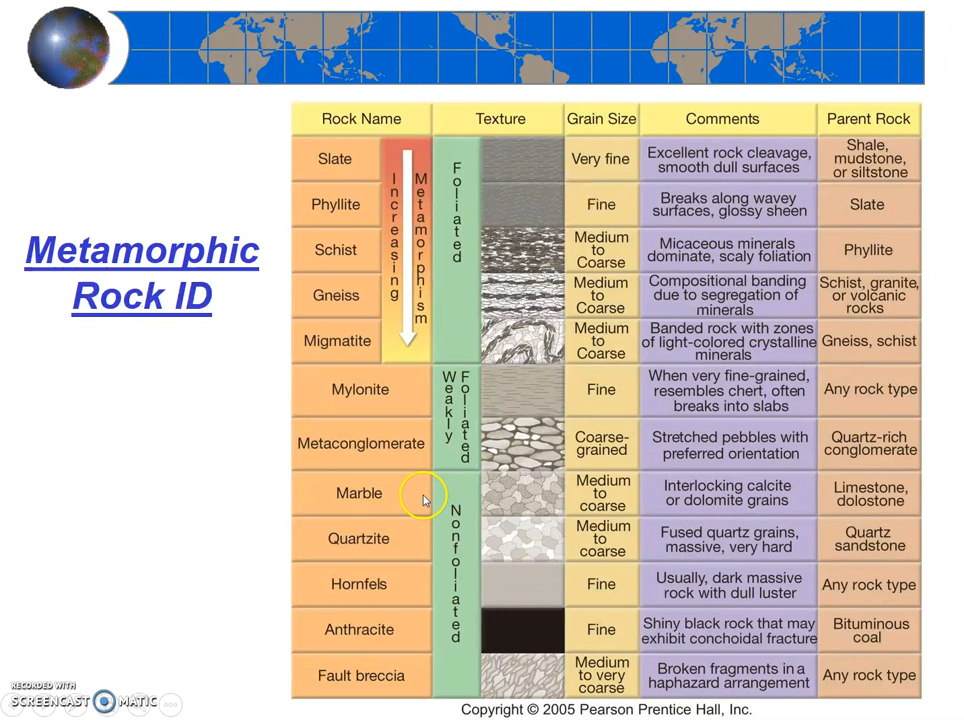 Metamorphic
Rock ID
Rock Name
Texture
Grain Size
Comments
Parent Rock
Increasing
Metamorphism
Foliated
Slate
Very fine
Excellent rock cleavage,
smooth dull surfaces
Shale,
mudstone,
or siltstone
Phyllite
Fine
Breaks along wavey
surfaces, glossy sheen
Slate
Schist
Medium
to
Coarse
Micaceous minerals
dominate, scaly foliation
Phyllite
Gneiss
Medium
to
Coarse
Compositional banding
due to segregation of
minerals
Schist, granite,
or volcanic
rocks
Migmatite
Medium
to
Coarse
Banded rock with zones
of light-colored crystalline
minerals
Gneiss, schist
Weakly
Foliated
Mylonite
Fine
When very fine-grained,
resembles chert, often
breaks into slabs
Any rock type
Metaconglomerate
Coarse-
grained
Stretched pebbles with
preferred orientation
Quartz-rich
conglomerate
Nonfoliated
Marble
Medium
to
coarse
Interlocking calcite
or dolomite grains
Limestone,
dolostone
Quartzite
Medium
to
coarse
Fused quartz grains,
massive, very hard
Quartz
sandstone
Hornfels
Fine
Usually, dark massive
rock with dull luster
Any rock type
Anthracite
Fine
Shiny black rock that may
exhibit conchoidal fracture
Bituminous
coal
Fault breccia
Medium
to very
coarse
Broken fragments in a
haphazard arrangement
Any rock type
Copyright © 2005 Pearson Prentice Hall, Inc.
RECORDED WITH
SCREENCAST MATIC